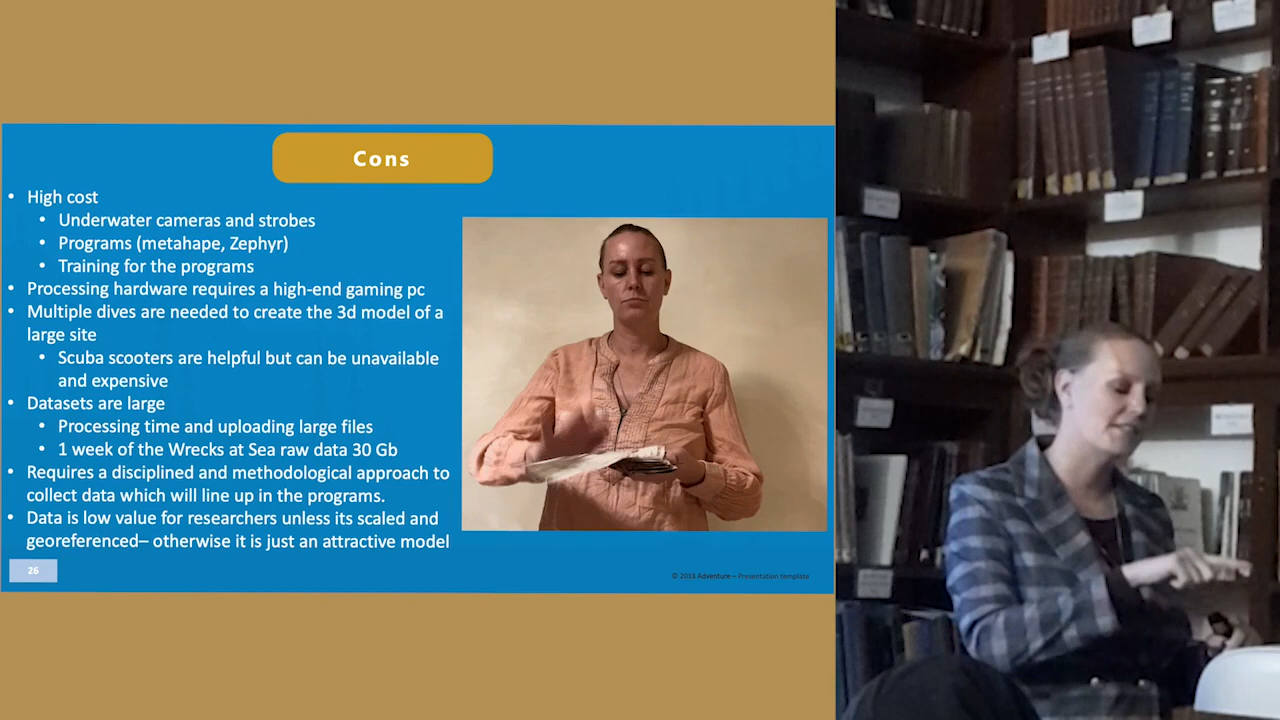 Cons
• High cost
• Underwater cameras and strobes
• Programs (metahape, Zephyr)
• Training for the programs
• Processing hardware requires a high-end gaming pc
• Multiple dives are needed to create the 3d model of a
large site
• Scuba scooters are helpful but can be unavailable
and expensive
• Datasets are large
• Processing time and uploading large files
• 1 week of the Wrecks at Sea raw data 30 Gb
• Requires a disciplined and methodological approach to
collect data which will line up in the programs.
• Data is low value for researchers unless its scaled and
georeferenced– otherwise it is just an attractive model
26
© 2013 Adventure – Presentation template